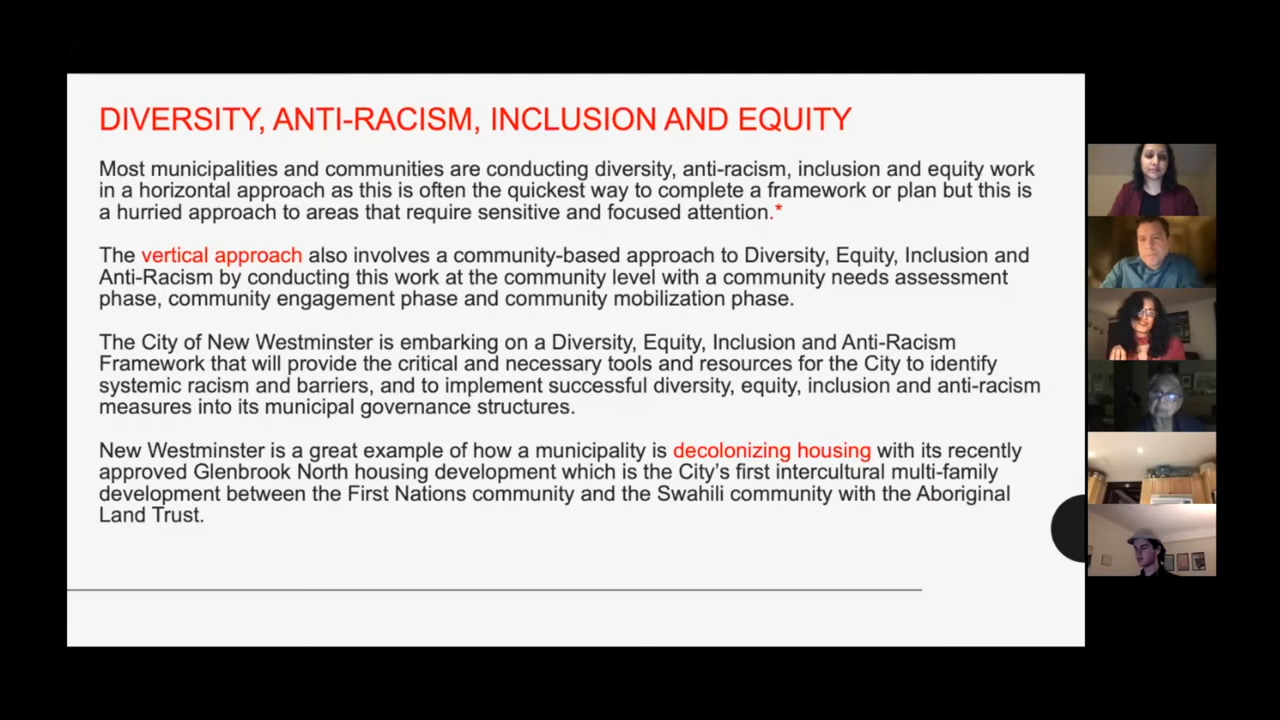 DIVERSITY, ANTI-RACISM, INCLUSION AND EQUITY
Most municipalities and communities are conducting diversity, anti-racism, inclusion and equity work
in a horizontal approach as this is often the quickest way to complete a framework or plan but this is
a hurried approach to areas that require sensitive and focused attention.*
The vertical approach also involves a community-based approach to Diversity, Equity, Inclusion and
Anti-Racism by conducting this work at the community level with a community needs assessment
phase, community engagement phase and community mobilization phase.
The City of New Westminster is embarking on a Diversity, Equity, Inclusion and Anti-Racism
Framework that will provide the critical and necessary tools and resources for the City to identify
systemic racism and barriers, and to implement successful diversity, equity, inclusion and anti-racism
measures into its municipal governance structures.
New Westminster is a great example of how a municipality is decolonizing housing with its recently
approved Glenbrook North housing development which is the City's first intercultural multi-family
development between the First Nations community and the Swahili community with the Aboriginal
Land Trust.